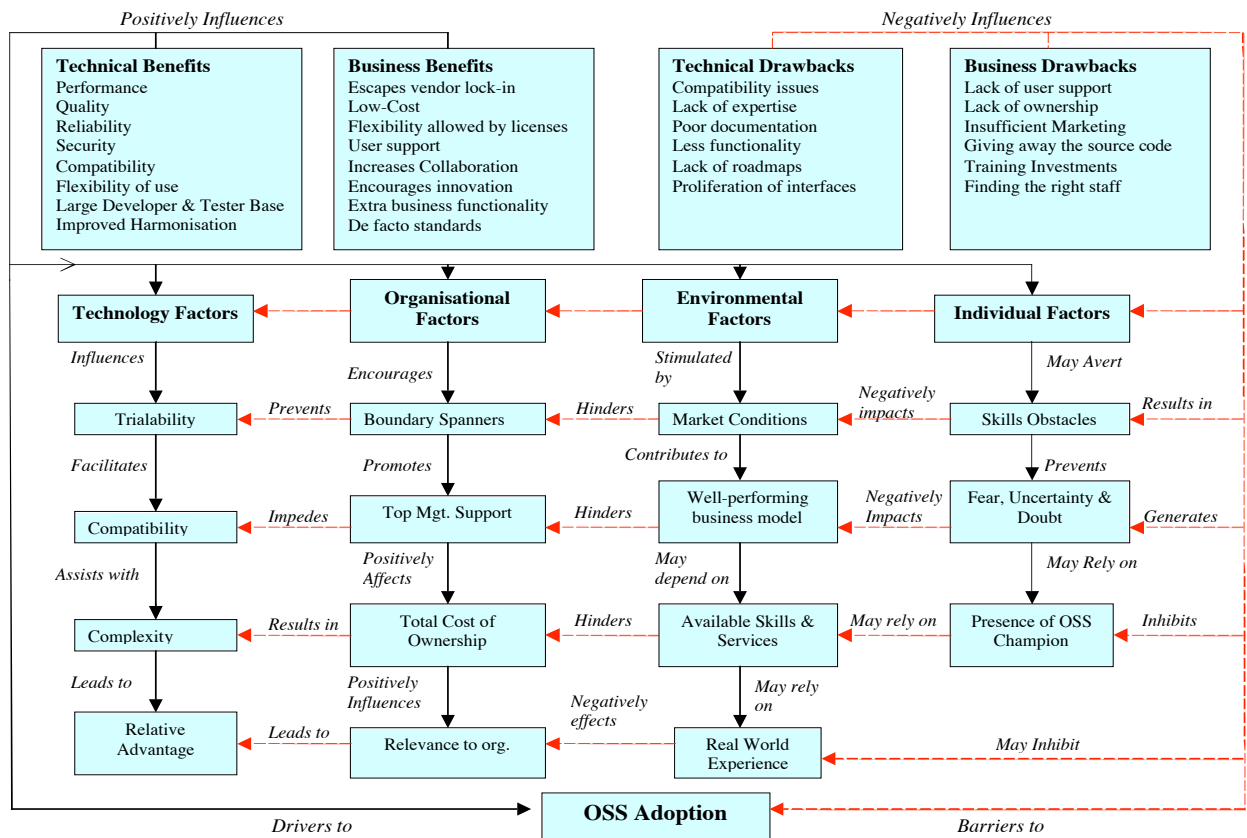 Positively Influences
Negatively Influences
Technical Benefits
Performance
Quality
Reliability
Security
Compatibility
Flexibility of use
Large Developer & Tester Base
Improved Harmonisation
Business Benefits
Escapes vendor lock-in
Low-Cost
Flexibility allowed by licenses
User support
Increases Collaboration
Encourages innovation
Extra business functionality
De facto standards
Technical Drawbacks
Compatibility issues
Lack of expertise
Poor documentation
Less functionality
Lack of roadmaps
Proliferation of interfaces
Business Drawbacks
Lack of user support
Lack of ownership
Insufficient Marketing
Giving away the source code
Training Investments
Finding the right staff
Technology Factors
Organisational
Factors
Environmental
Factors
Individual Factors
Influences
Encourages
Stimulated
by
May Avert
Trialability
Prevents
Boundary Spanners
Hinders
Market Conditions
Negatively
impacts
Skills Obstacles
Results in
Facilitates
Promotes
Contributes to
Prevents
Compatibility
Impedes
Top Mgt. Support
Hinders
Well-performing
business model
Negatively
Impacts
Fear, Uncertainty &
Doubt
Generates
Assists with
Positively
Affects
May
depend on
May Rely on
Complexity
Results in
Total Cost of
Ownership
Hinders
Available Skills &
Services
May rely on
Presence of OSS
Champion
Inhibits
Leads to
Positively
Influences
Negatively
effects
May rely
on
Relative
Advantage
Leads to
Relevance to org.
Real World
Experience
May Inhibit
Drivers to
OSS Adoption
Barriers to